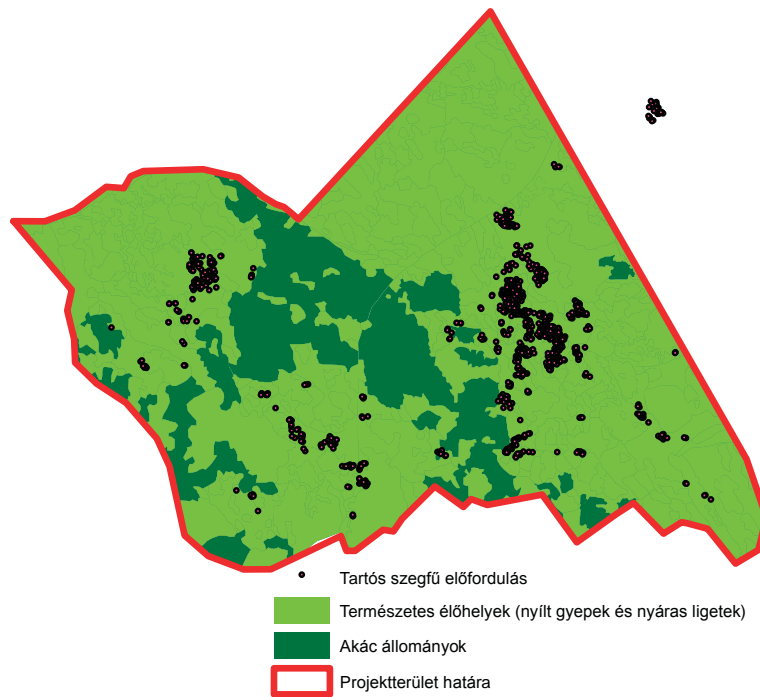 Tartós szegfű előfordulás
Természetes élőhelyek (nyílt gyepek és nyáras ligetek)
Akác állományok
Projektterület határa